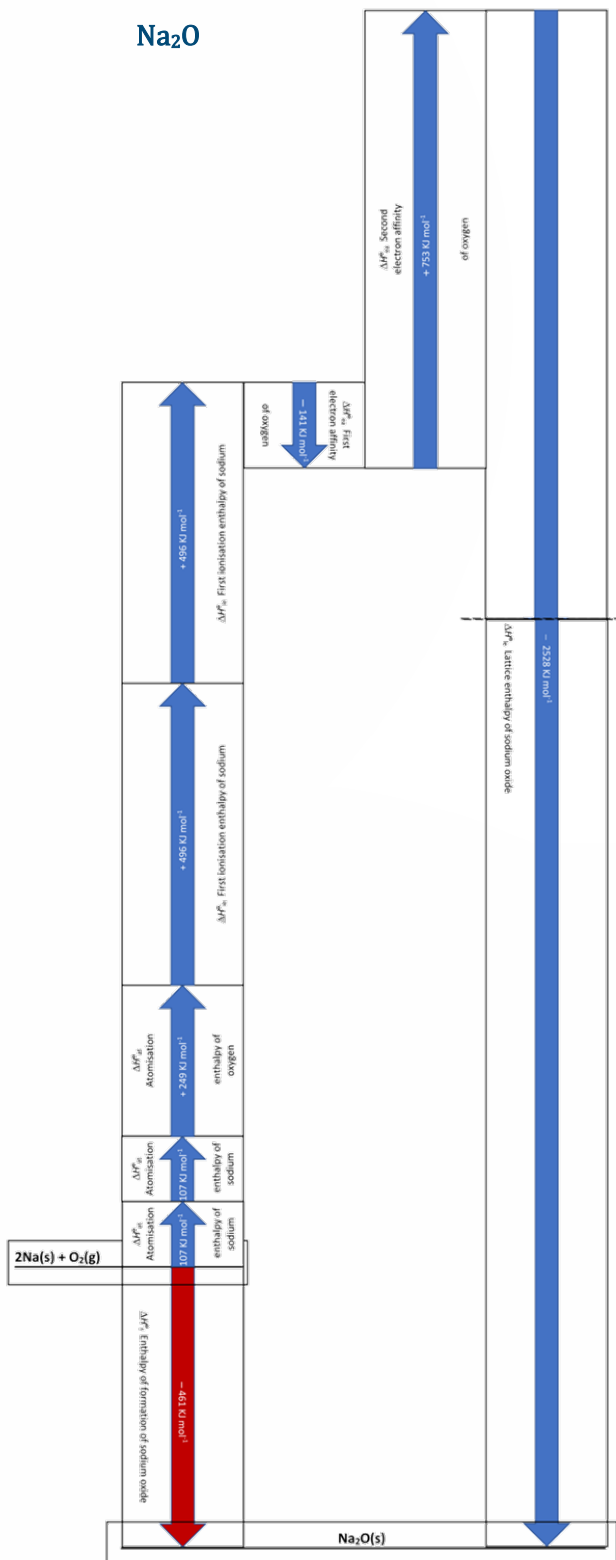 Na₂O
ΔH°ea Second
electron affinity
+ 753 KJ mol⁻¹
of oxygen
ΔH°ea First
electron affinity
− 141 KJ mol⁻¹
of oxygen
+ 496 KJ mol⁻¹
ΔH°ie, First ionisation enthalpy of sodium
− 2528 KJ mol⁻¹
ΔH°le Lattice enthalpy of sodium oxide
+ 496 KJ mol⁻¹
ΔH°ie, First ionisation enthalpy of sodium
ΔH°at
Atomisation
+ 249 KJ mol⁻¹
enthalpy of
oxygen
ΔH°at
Atomisation
107 KJ mol⁻¹
enthalpy of
sodium
ΔH°at
Atomisation
107 KJ mol⁻¹
enthalpy of
sodium
2Na(s) + O₂(g)
ΔH°f, Enthalpy of formation of sodium oxide
− 461 KJ mol⁻¹
Na₂O(s)